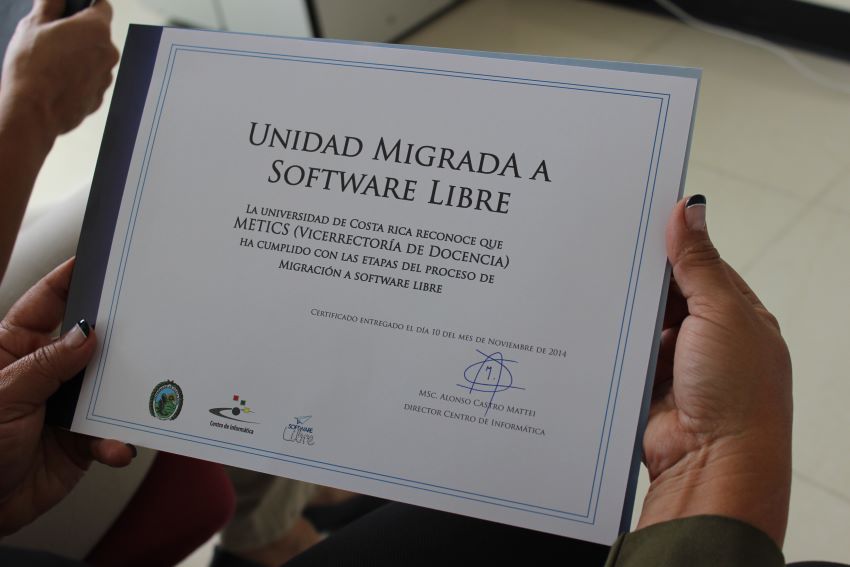 UNIDAD MIGRADA A
SOFTWARE LIBRE
LA UNIVERSIDAD DE COSTA RICA RECONOCE QUE
METICS (VICERRECTORÍA DE DOCENCIA)
HA CUMPLIDO CON LAS ETAPAS DEL PROCESO DE
MIGRACIÓN A SOFTWARE LIBRE
CERTIFICADO ENTREGADO EL DÍA 10 DEL MES DE NOVIEMBRE DE 2014
MSC. ALONSO CASTRO MATTEI
DIRECTOR CENTRO DE INFORMÁTICA
Centro de Informática
SOFTWARE
Libre